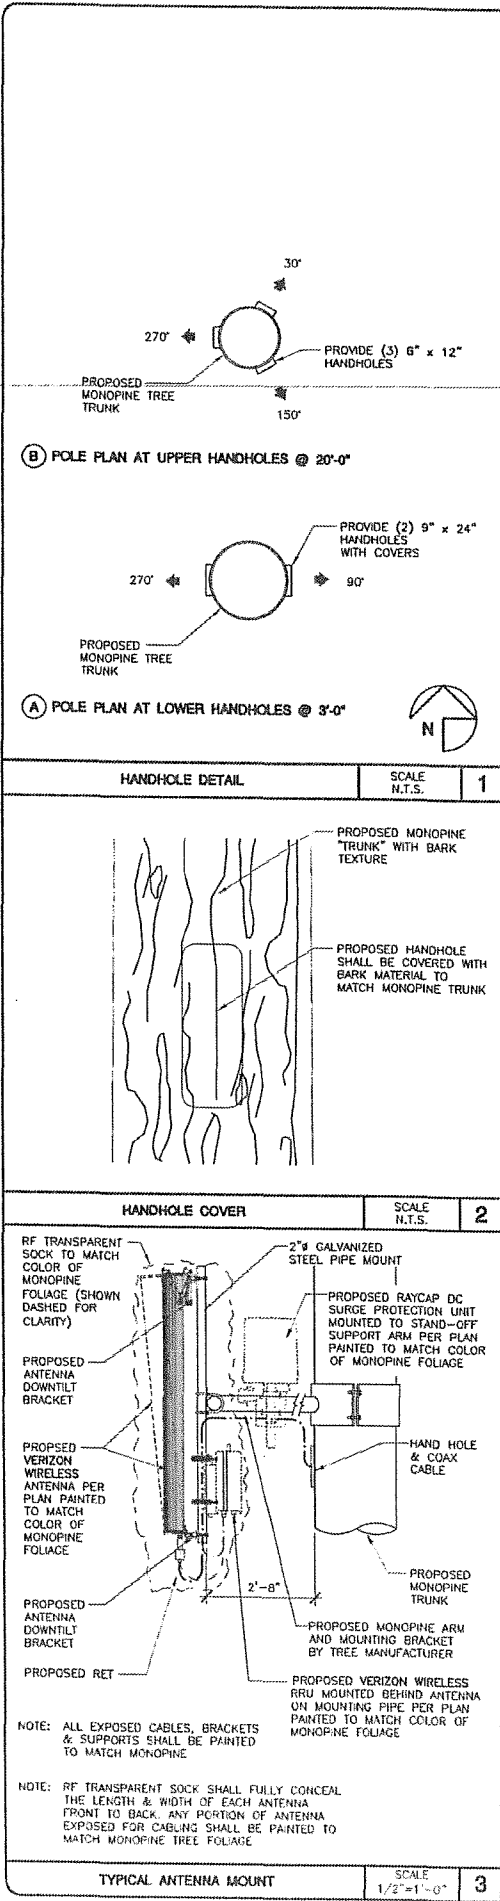 30°
270°
PROVIDE (3) 6" x 12"
HANDHOLES
PROPOSED
MONOPINE TREE
TRUNK
150°
B POLE PLAN AT UPPER HANDHOLES @ 20'-0"
PROVIDE (2) 9" x 24"
HANDHOLES
WITH COVERS
270°
90°
PROPOSED
MONOPINE TREE
TRUNK
A POLE PLAN AT LOWER HANDHOLES @ 3'-0"
N
HANDHOLE DETAIL
SCALE
N.T.S.
1
PROPOSED MONOPINE
"TRUNK" WITH BARK
TEXTURE
PROPOSED HANDHOLE
SHALL BE COVERED WITH
BARK MATERIAL TO
MATCH MONOPINE TRUNK
HANDHOLE COVER
SCALE
N.T.S.
2
RF TRANSPARENT
SOCK TO MATCH
COLOR OF
MONOPINE
FOLIAGE (SHOWN
DASHED FOR
CLARITY)
2"ø GALVANIZED
STEEL PIPE MOUNT
PROPOSED RAYCAP DC
SURGE PROTECTION UNIT
MOUNTED TO STAND-OFF
SUPPORT ARM PER PLAN
PAINTED TO MATCH COLOR
OF MONOPINE FOLIAGE
PROPOSED
ANTENNA
DOWNTILT
BRACKET
PROPSED
VERIZON
WIRELESS
ANTENNA PER
PLAN PAINTED
TO MATCH
COLOR OF
MONOPINE
FOLIAGE
HAND HOLE
& COAX
CABLE
2'-8"
PROPOSED
MONOPINE
TRUNK
PROPOSED
ANTENNA
DOWNTILT
BRACKET
PROPOSED MONOPINE ARM
AND MOUNTING BRACKET
BY TREE MANUFACTURER
PROPOSED RET
PROPOSED VERIZON WIRELESS
RRU MOUNTED BEHIND ANTENNA
ON MOUNTING PIPE PER PLAN
PAINTED TO MATCH COLOR OF
MONOPINE FOLIAGE
NOTE: ALL EXPOSED CABLES, BRACKETS
& SUPPORTS SHALL BE PAINTED
TO MATCH MONOPINE
NOTE: RF TRANSPARENT SOCK SHALL FULLY CONCEAL
THE LENGTH & WIDTH OF EACH ANTENNA
FRONT TO BACK. ANY PORTION OF ANTENNA
EXPOSED FOR CABLING SHALL BE PAINTED TO
MATCH MONOPINE TREE FOLIAGE
TYPICAL ANTENNA MOUNT
SCALE
1/2"=1'-0"
3